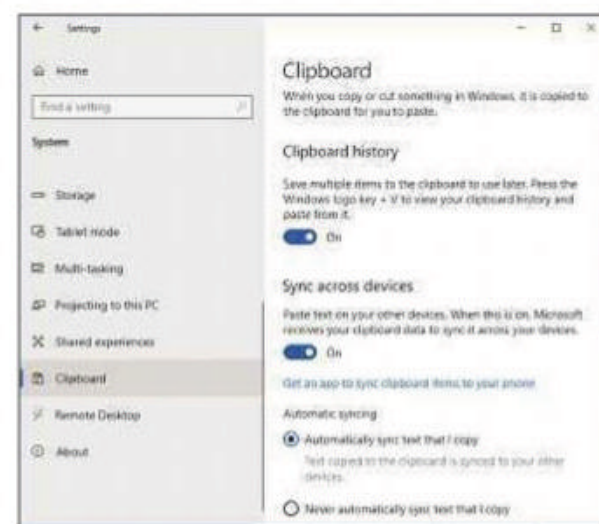 Settings
Home
Find a setting
System
Storage
Tablet mode
Multi-tasking
Projecting to this PC
Shared experiences
Clipboard
Remote Desktop
About
Clipboard
When you copy or cut something in Windows, it is copied to
the clipboard for you to paste.
Clipboard history
Save multiple items to the clipboard to use later. Press the
Windows logo key + V to view your clipboard history and
paste from it.
On
Sync across devices
Paste text on your other devices. When this is on, Microsoft
receives your clipboard data to sync it across your devices.
On
Get an app to sync clipboard items to your phone
Automatic syncing
Automatically sync text that I copy
Text copied to the clipboard is synced to your other
devices.
Never automatically sync text that I copy